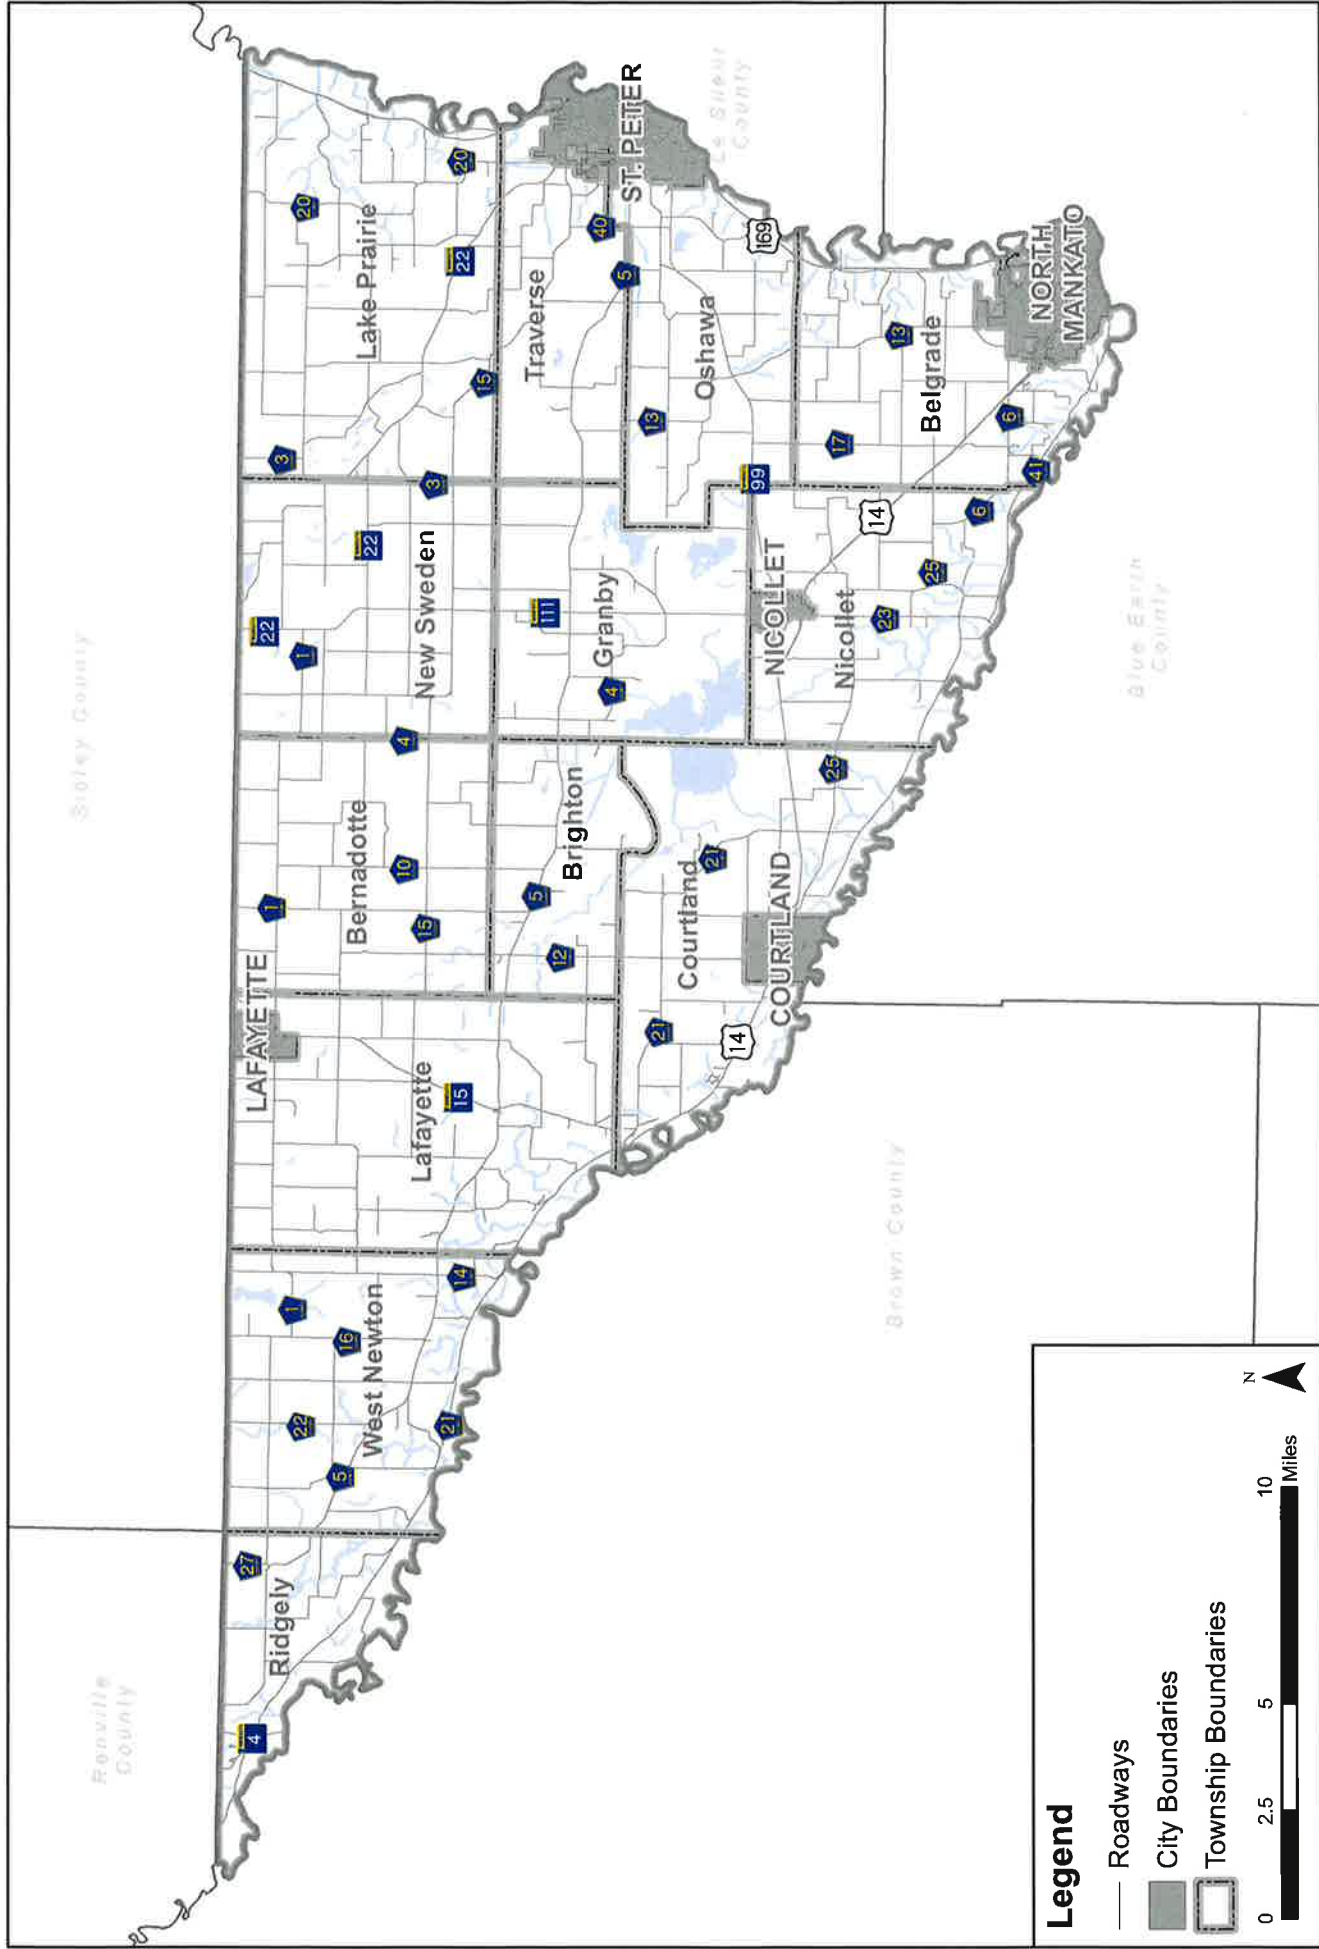 Renville
County
Sibley County
4
27
Ridgely
5
22
16
1
West Newton
21
14
LAFAYETTE
Lafayette
15
1
Bernadotte
10
15
4
22
1
22
New Sweden
3
3
20
Lake Prairie
20
22
15
5
12
Brighton
111
Granby
4
Traverse
40
5
ST. PETER
Le Sueur
County
13
Oshawa
169
99
21
21
Courtland
14
COURTLAND
25
NICOLLET
Nicollet
14
23
25
6
17
13
Belgrade
6
41
NORTH
MANKATO
Brown County
Blue Earth
County
Legend
Roadways
City Boundaries
Township Boundaries
0 2.5 5 10
Miles
N